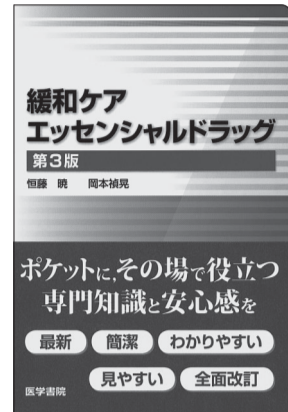 緩和ケア
エッセンシャルドラッグ
第3版
恒藤 暁 岡本禎晃
ポケットに,その場で役立つ
専門知識と安心感を
最新 簡潔 わかりやすい
見やすい 全面改訂
医学書院